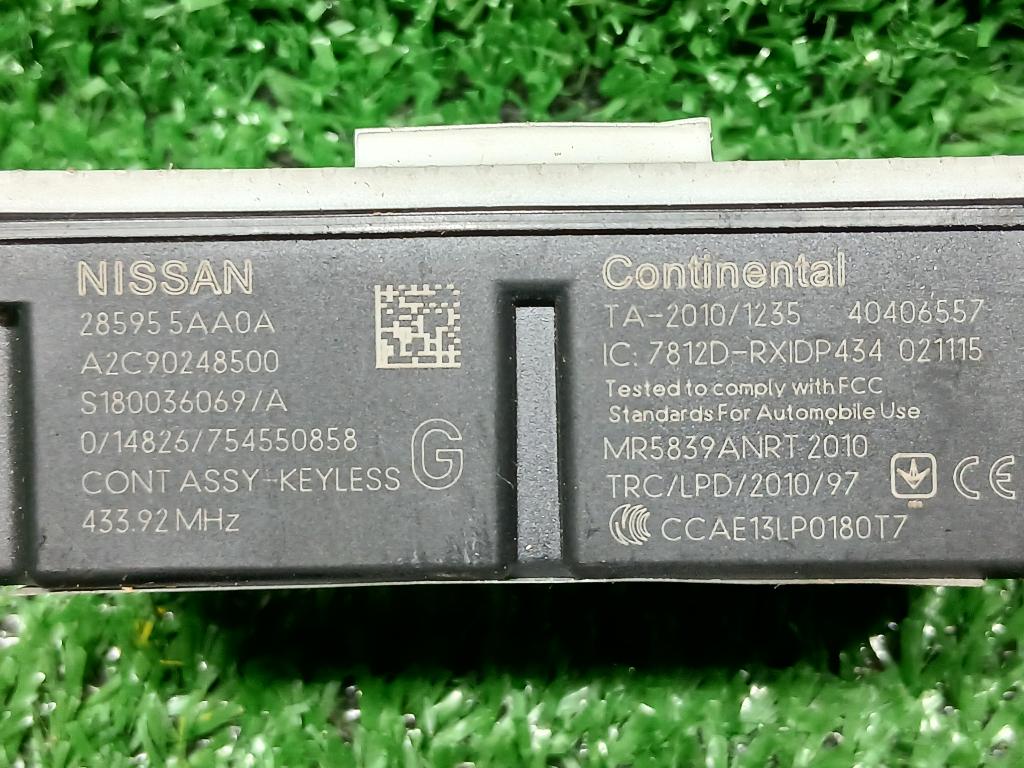 NISSAN
28595 5AA0A
A2C90248500
S180036069/A
0/14826/754550858
CONT ASSY-KEYLESS
433.92 MHz
G
Continental
TA-2010/1235 40406557
IC: 7812D-RXIDP434 021115
Tested to comply with FCC
Standards For Automobile Use
MR5839ANRT 2010
TRC/LPD/2010/97
CE
CCAE13LP0180T7